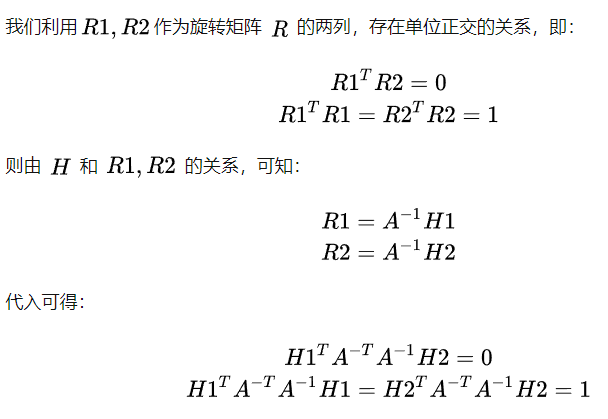 我们利用 R1, R2 作为旋转矩阵 R 的两列，存在单位正交的关系，即：
R1^T R2 = 0
R1^T R1 = R2^T R2 = 1
则由 H 和 R1, R2 的关系，可知：
R1 = A^{-1} H1
R2 = A^{-1} H2
代入可得：
H1^T A^{-T} A^{-1} H2 = 0
H1^T A^{-T} A^{-1} H1 = H2^T A^{-T} A^{-1} H2 = 1